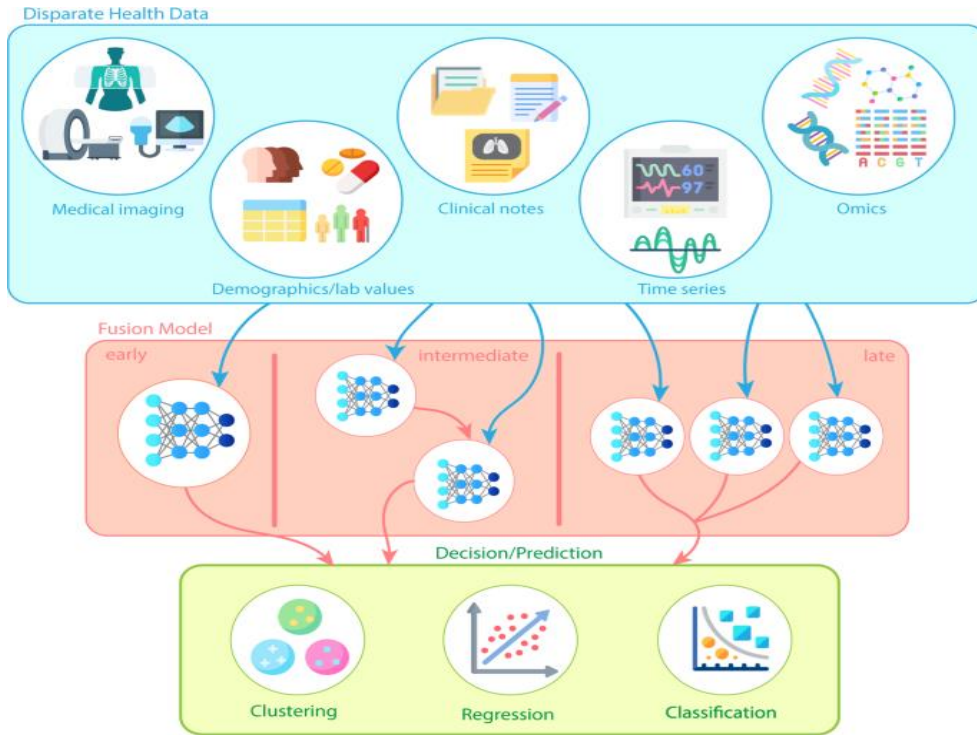 Disparate Health Data
60
97
A C G T
Medical imaging
Clinical notes
Omics
Demographics/lab values
Time series
Fusion Model
early
intermediate
late
Decision/Prediction
Clustering
Regression
Classification